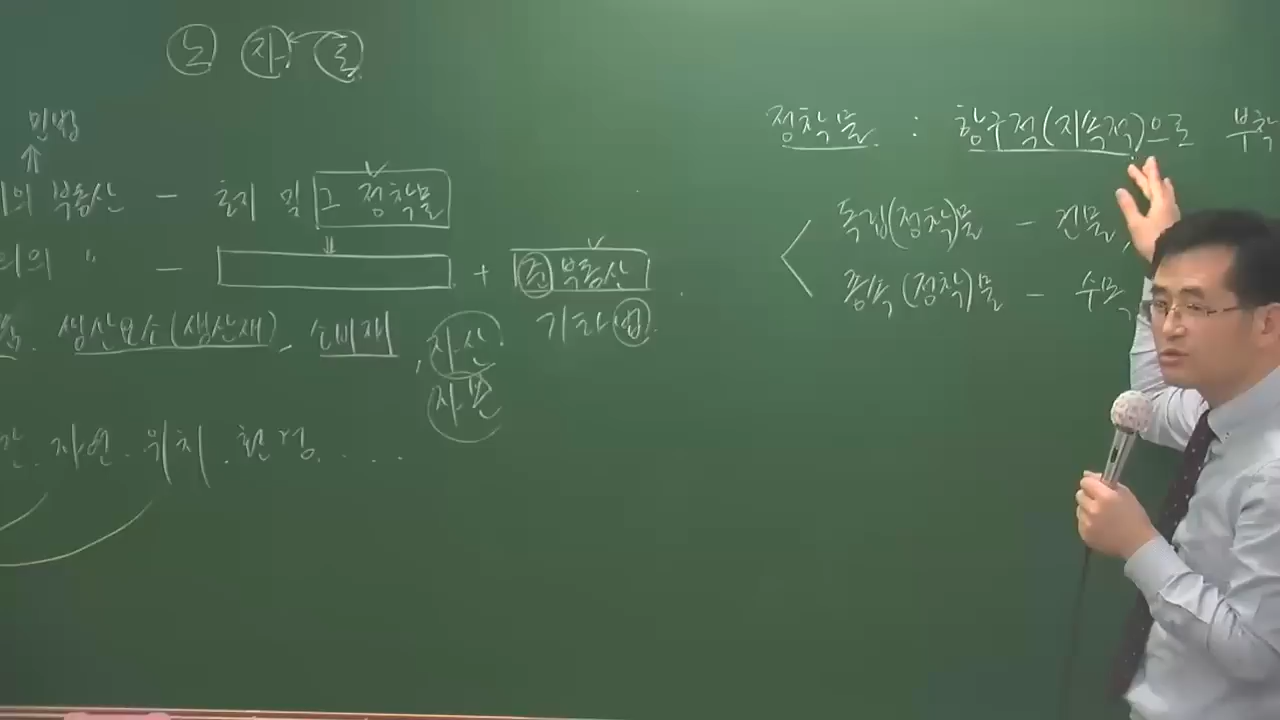 노 자 토
민법
의 부동산 - 토지 및 그 정착물
의의 〃 - + 준 부동산
기타 법
생산요소(생산재), 소비재, 자산
자본
자연. 위치. 환경. . . .
정착물 : 항구적(지속적)으로 부착
독립(정착)물 - 건물,
종속(정착)물 - 수목,